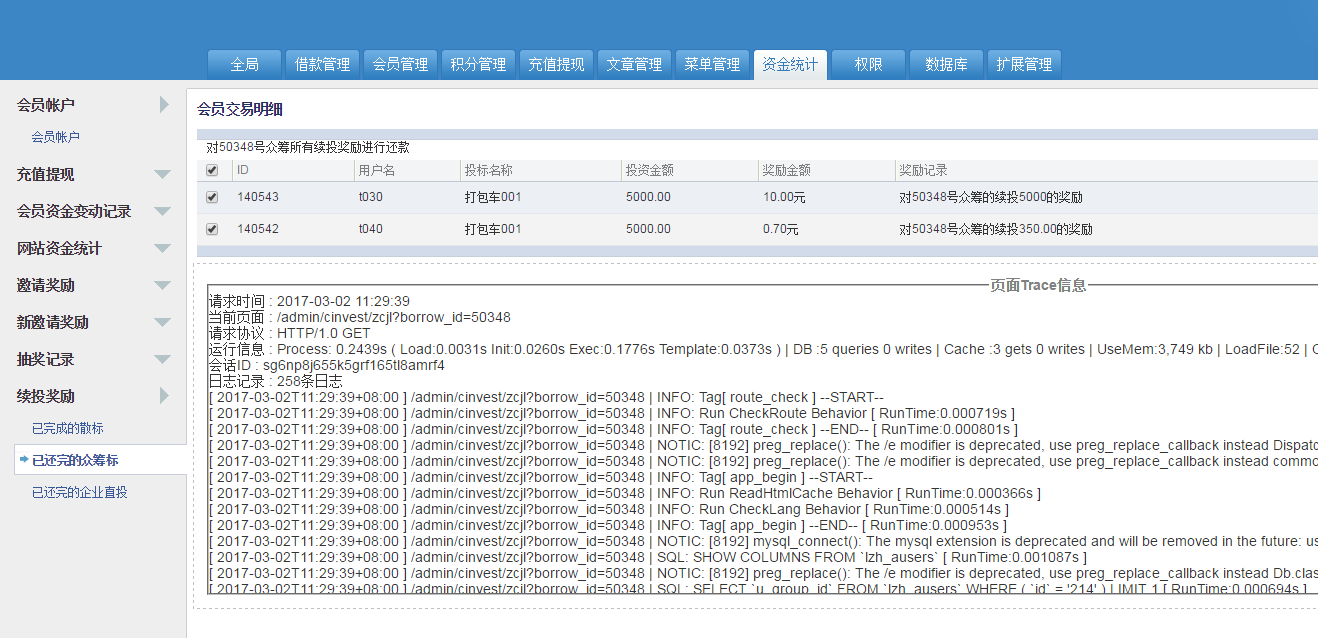 全局 借款管理 会员管理 积分管理 充值提现 文章管理 菜单管理 资金统计 权限 数据库 扩展管理
会员帐户
会员帐户
充值提现
会员资金变动记录
网站资金统计
邀请奖励
新邀请奖励
抽奖记录
续投奖励
已完成的散标
已还完的众筹标
已还完的企业直投
会员交易明细
对50348号众筹所有续投奖励进行还款
ID 用户名 投标名称 投资金额 奖励金额 奖励记录
140543 t030 打包车001 5000.00 10.00元 对50348号众筹的续投5000的奖励
140542 t040 打包车001 5000.00 0.70元 对50348号众筹的续投350.00的奖励
页面Trace信息
请求时间 : 2017-03-02 11:29:39
当前页面 : /admin/cinvest/zcjl?borrow_id=50348
请求协议 : HTTP/1.0 GET
运行信息 : Process: 0.2439s ( Load:0.0031s Init:0.0260s Exec:0.1776s Template:0.0373s ) | DB :5 queries 0 writes | Cache :3 gets 0 writes | UseMem:3,749 kb | LoadFile:52 |
会话ID : sg6np8j655k5grf165tl8amrf4
日志记录 : 258条日志
[ 2017-03-02T11:29:39+08:00 ] /admin/cinvest/zcjl?borrow_id=50348 | INFO: Tag[ route_check ] --START--
[ 2017-03-02T11:29:39+08:00 ] /admin/cinvest/zcjl?borrow_id=50348 | INFO: Run CheckRoute Behavior [ RunTime:0.000719s ]
[ 2017-03-02T11:29:39+08:00 ] /admin/cinvest/zcjl?borrow_id=50348 | INFO: Tag[ route_check ] --END-- [ RunTime:0.000801s ]
[ 2017-03-02T11:29:39+08:00 ] /admin/cinvest/zcjl?borrow_id=50348 | NOTIC: [8192] preg_replace(): The /e modifier is deprecated, use preg_replace_callback instead Dispatc
[ 2017-03-02T11:29:39+08:00 ] /admin/cinvest/zcjl?borrow_id=50348 | NOTIC: [8192] preg_replace(): The /e modifier is deprecated, use preg_replace_callback instead commo
[ 2017-03-02T11:29:39+08:00 ] /admin/cinvest/zcjl?borrow_id=50348 | INFO: Tag[ app_begin ] --START--
[ 2017-03-02T11:29:39+08:00 ] /admin/cinvest/zcjl?borrow_id=50348 | INFO: Run ReadHtmlCache Behavior [ RunTime:0.000366s ]
[ 2017-03-02T11:29:39+08:00 ] /admin/cinvest/zcjl?borrow_id=50348 | INFO: Run CheckLang Behavior [ RunTime:0.000514s ]
[ 2017-03-02T11:29:39+08:00 ] /admin/cinvest/zcjl?borrow_id=50348 | INFO: Tag[ app_begin ] --END-- [ RunTime:0.000953s ]
[ 2017-03-02T11:29:39+08:00 ] /admin/cinvest/zcjl?borrow_id=50348 | NOTIC: [8192] mysql_connect(): The mysql extension is deprecated and will be removed in the future: us
[ 2017-03-02T11:29:39+08:00 ] /admin/cinvest/zcjl?borrow_id=50348 | SQL: SHOW COLUMNS FROM `lzh_ausers` [ RunTime:0.001087s ]
[ 2017-03-02T11:29:39+08:00 ] /admin/cinvest/zcjl?borrow_id=50348 | NOTIC: [8192] preg_replace(): The /e modifier is deprecated, use preg_replace_callback instead Db.clas
[ 2017-03-02T11:29:39+08:00 ] /admin/cinvest/zcjl?borrow_id=50348 | SQL: SELECT `u_group_id` FROM `lzh_ausers` WHERE ( `id` = '214' ) LIMIT 1 [ RunTime:0.000694s ]